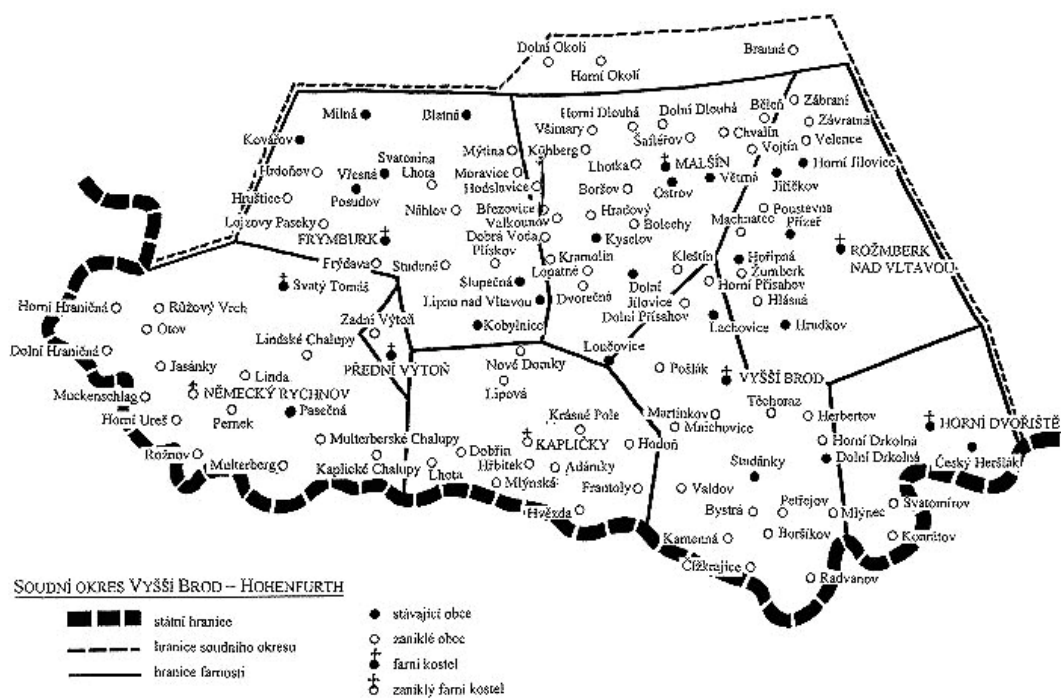 Dolní Okolí
Horní Okolí
Branná
Milná
Blatná
Horní Dlouhá
Dolní Dlouhá
Běleň
Zábraní
Všimary
Šafléřov
Chvalín
Závratná
Kovářov
Mýtina
Kühberg
Vojtín
Velence
Hrdoňov
Vřesná
Svatonina
Lhota
Moravice
Lhotka
MALŠÍN
Větrná
Horní Jílovice
Posudov
Hodslavice
Boršov
Ostrov
Jiříčkov
Hruštice
Náhlov
Březovice
Hradový
Poustevna
Lojzovy Paseky
Valkounov
Bolechy
Machnatec
Přízeř
FRYMBURK
Dobrá Voda
Kyselov
ROŽMBERK
NAD VLTAVOU
Frýdava
Studené
Plískov
Kramolín
Kleštín
Hořipná
Svatý Tomáš
Slupečná
Lopatné
Žumberk
Dvorečná
Dolní
Jílovice
Horní Přísahov
Horní Hraničná
Růžový Vrch
Lipno nad Vltavou
Dolní Přísahov
Hlásná
Otov
Zadní Výtoň
Kobylnice
Lachovice
Hrudkov
Dolní Hraničná
Lindské Chalupy
PŘEDNÍ VÝTOŇ
Nové Domky
Loučovice
Jasánky
Linda
Lipová
Pošlák
VYŠŠÍ BROD
Muckenschlag
NĚMECKÝ RYCHNOV
Pernek
Pasečná
Těchoraz
Herbertov
Horní Ureš
Krásné Pole
Martínkov
Mnichovice
HORNÍ DVOŘIŠTĚ
Rožnov
Multerberské Chalupy
Dobřín
KAPLIČKY
Hodoň
Horní Drkolná
Multerberg
Kaplické Chalupy
Lhota
Hřbítek
Adámky
Studánky
Dolní Drkolná
Český Heršlák
Mlýnská
Frantoly
Valdov
Petřejov
Svatomírov
Hvězda
Bystrá
Mlýnec
Kamenná
Boršíkov
Konrátov
Čížkrajice
Radvanov
SOUDNÍ OKRES VYŠŠÍ BROD – HOHENFURTH
státní hranice
hranice soudního okresu
hranice farností
stávající obce
zaniklé obce
farní kostel
zaniklý farní kostel